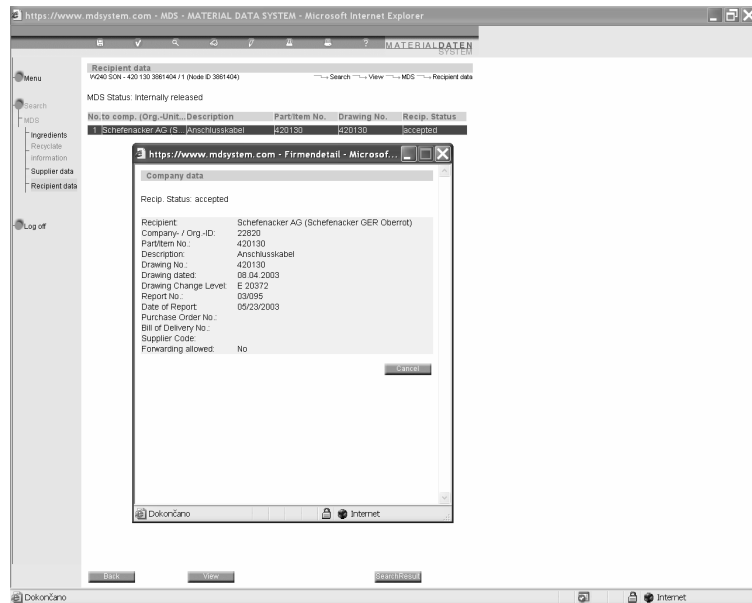 https://www.mdsystem.com - MDS - MATERIAL DATA SYSTEM - Microsoft Internet Explorer
MATERIALDATEN
SYSTEM
Menu
Search
MDS
Ingredients
Recyclate
information
Supplier data
Recipient data
Log off
Recipient data
W240 SON - 420 130 3861404 / 1 (Node ID 3861404)
Search View MDS Recipient data
MDS Status: Internally released
No. to comp. (Org.-Unit... Description Part/Item No. Drawing No. Recip. Status
1 Schefenacker AG (S... Anschlusskabel 420130 420130 accepted
https://www.mdsystem.com - Firmendetail - Microsof...
Company data
Recip. Status: accepted
Recipient: Schefenacker AG (Schefenacker GER Oberrot)
Company- / Org.-ID: 22820
Part/Item No.: 420130
Description: Anschlusskabel
Drawing No.: 420130
Drawing dated: 08.04.2003
Drawing Change Level: E 20372
Report No.: 03/095
Date of Report: 05/23/2003
Purchase Order No.:
Bill of Delivery No.:
Supplier Code:
Forwarding allowed: No
Cancel
Dokončano Internet
Back View SearchResult
Dokončano Internet